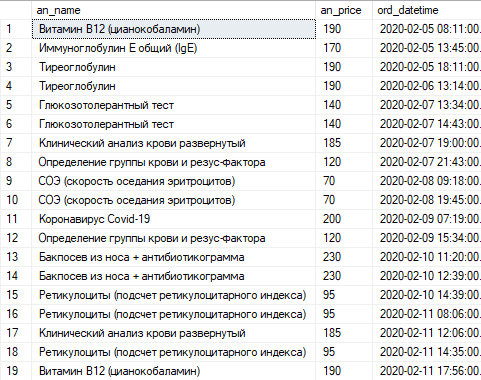 an_name an_price ord_datetime
1 Витамин В12 (цианокобаламин) 190 2020-02-05 08:11:00..
2 Иммуноглобулин Е общий (IgE) 170 2020-02-05 13:45:00..
3 Тиреоглобулин 190 2020-02-05 18:11:00..
4 Тиреоглобулин 190 2020-02-06 13:14:00..
5 Глюкозотолерантный тест 140 2020-02-07 13:34:00..
6 Глюкозотолерантный тест 140 2020-02-07 14:43:00..
7 Клинический анализ крови развернутый 185 2020-02-07 19:00:00..
8 Определение группы крови и резус-фактора 120 2020-02-07 21:43:00..
9 СОЭ (скорость оседания эритроцитов) 70 2020-02-08 09:18:00..
10 СОЭ (скорость оседания эритроцитов) 70 2020-02-08 19:45:00..
11 Коронавирус Covid-19 200 2020-02-09 07:19:00..
12 Определение группы крови и резус-фактора 120 2020-02-09 15:34:00..
13 Бакпосев из носа + антибиотикограмма 230 2020-02-10 11:20:00..
14 Бакпосев из носа + антибиотикограмма 230 2020-02-10 12:39:00..
15 Ретикулоциты (подсчет ретикулоцитарного индекса) 95 2020-02-10 14:39:00..
16 Ретикулоциты (подсчет ретикулоцитарного индекса) 95 2020-02-11 08:06:00..
17 Клинический анализ крови развернутый 185 2020-02-11 12:06:00..
18 Ретикулоциты (подсчет ретикулоцитарного индекса) 95 2020-02-11 14:35:00..
19 Витамин В12 (цианокобаламин) 190 2020-02-11 17:56:00..